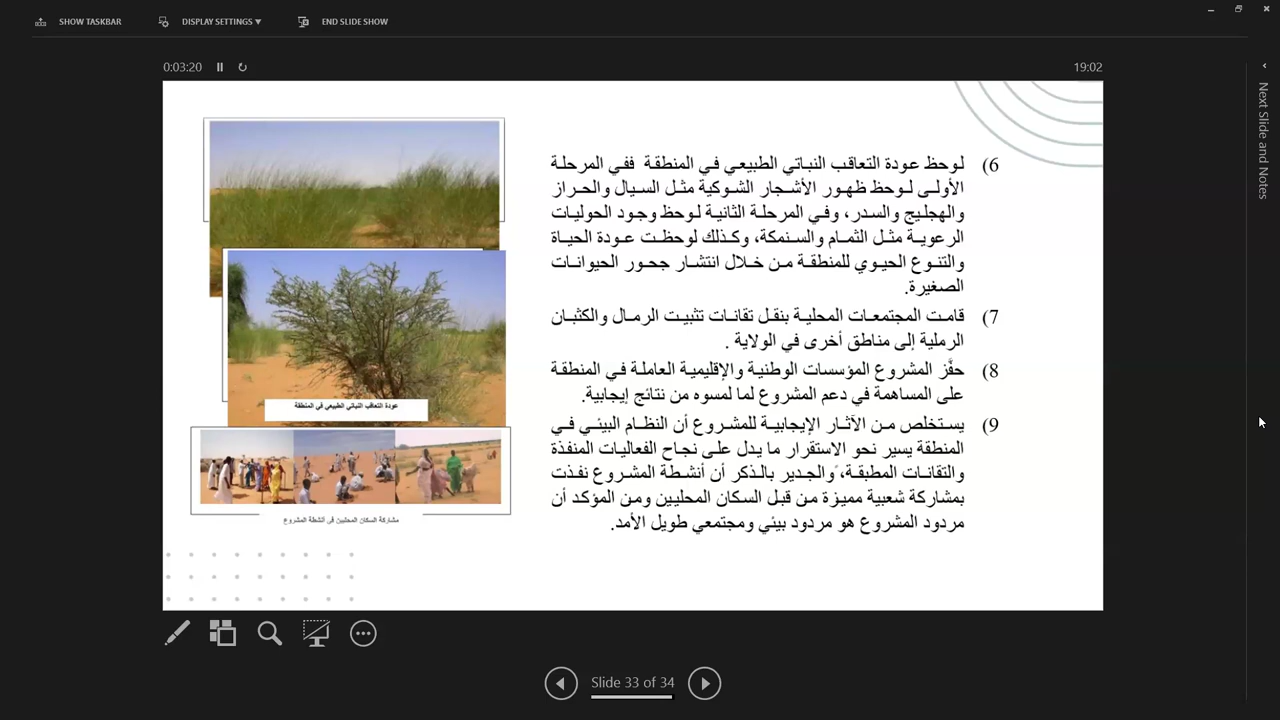 SHOW TASKBAR
DISPLAY SETTINGS ▼
END SLIDE SHOW
0:03:20
19:02
Next Slide and Notes
6) لوحظ عودة التعاقب النباتي الطبيعي في المنطقة ففي المرحلة
الأولى لوحظ ظهور الأشجار الشوكية مثل السيال والحراز
والهجليج والسدر، وفي المرحلة الثانية لوحظ وجود الحوليات
الرعوية مثل الثمام والسنمكة، وكذلك لوحظت عودة الحياة
والتنوع الحيوي للمنطقة من خلال انتشار جحور الحيوانات
الصغيرة.
7) قامت المجتمعات المحلية بنقل تقانات تثبيت الرمال والكثبان
الرملية إلى مناطق أخرى في الولاية .
8) حفَّز المشروع المؤسسات الوطنية والإقليمية العاملة في المنطقة
على المساهمة في دعم المشروع لما لمسوه من نتائج إيجابية.
9) يستخلص من الآثار الإيجابية للمشروع أن النظام البيئي في
المنطقة يسير نحو الاستقرار ما يدل على نجاح الفعاليات المنفذة
والتقانات المطبقة، والجدير بالذكر أن أنشطة المشروع نفذت
بمشاركة شعبية مميزة من قبل السكان المحليين ومن المؤكد أن
مردود المشروع هو مردود بيئي ومجتمعي طويل الأمد.
عودة التعاقب النباتي الطبيعي في المنطقة
مشاركة السكان المحليين في أنشطة المشروع
Slide 33 of 34